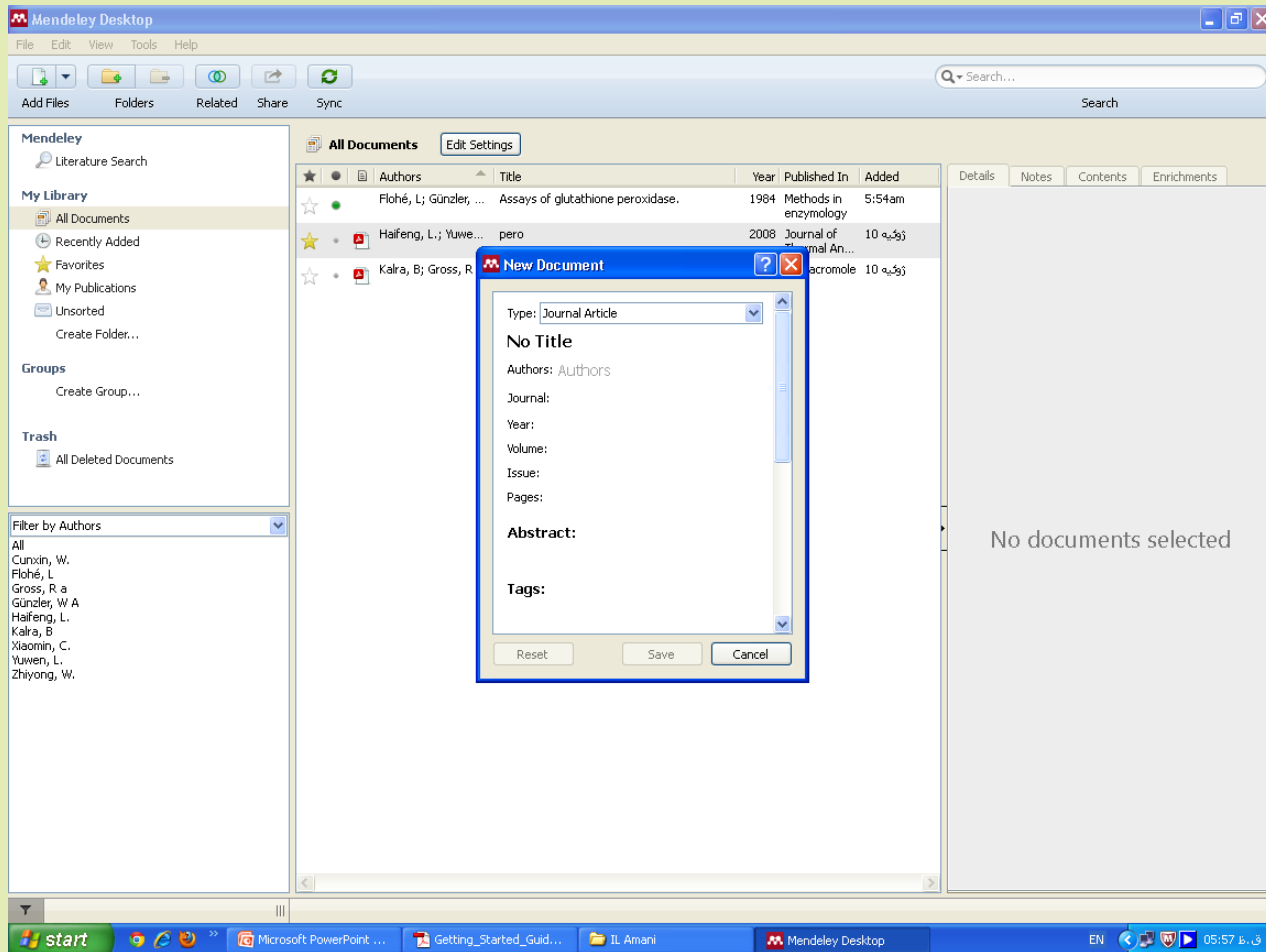 Mendeley Desktop
File Edit View Tools Help
Search...
Add Files Folders Related Share Sync Search
Mendeley
Literature Search
My Library
All Documents
Recently Added
Favorites
My Publications
Unsorted
Create Folder...
Groups
Create Group...
Trash
All Deleted Documents
Filter by Authors
All
Cunxin, W.
Flohé, L
Gross, R a
Günzler, W A
Haifeng, L.
Kalra, B
Xiaomin, C.
Yuwen, L.
Zhiyong, W.
All Documents Edit Settings
Authors Title Year Published In Added
Flohé, L; Günzler, ... Assays of glutathione peroxidase. 1984 Methods in enzymology 5:54am
Haifeng, L.; Yuwe... pero 2008 Journal of An... 10 ژوئیه
Kalra, B; Gross, R acromole 10 ژوئیه
New Document
Type: Journal Article
No Title
Authors: Authors
Journal:
Year:
Volume:
Issue:
Pages:
Abstract:
Tags:
Reset Save Cancel
Details Notes Contents Enrichments
No documents selected
start Microsoft PowerPoint ... Getting_Started_Guid... IL Amani Mendeley Desktop EN 05:57 ق.ظ